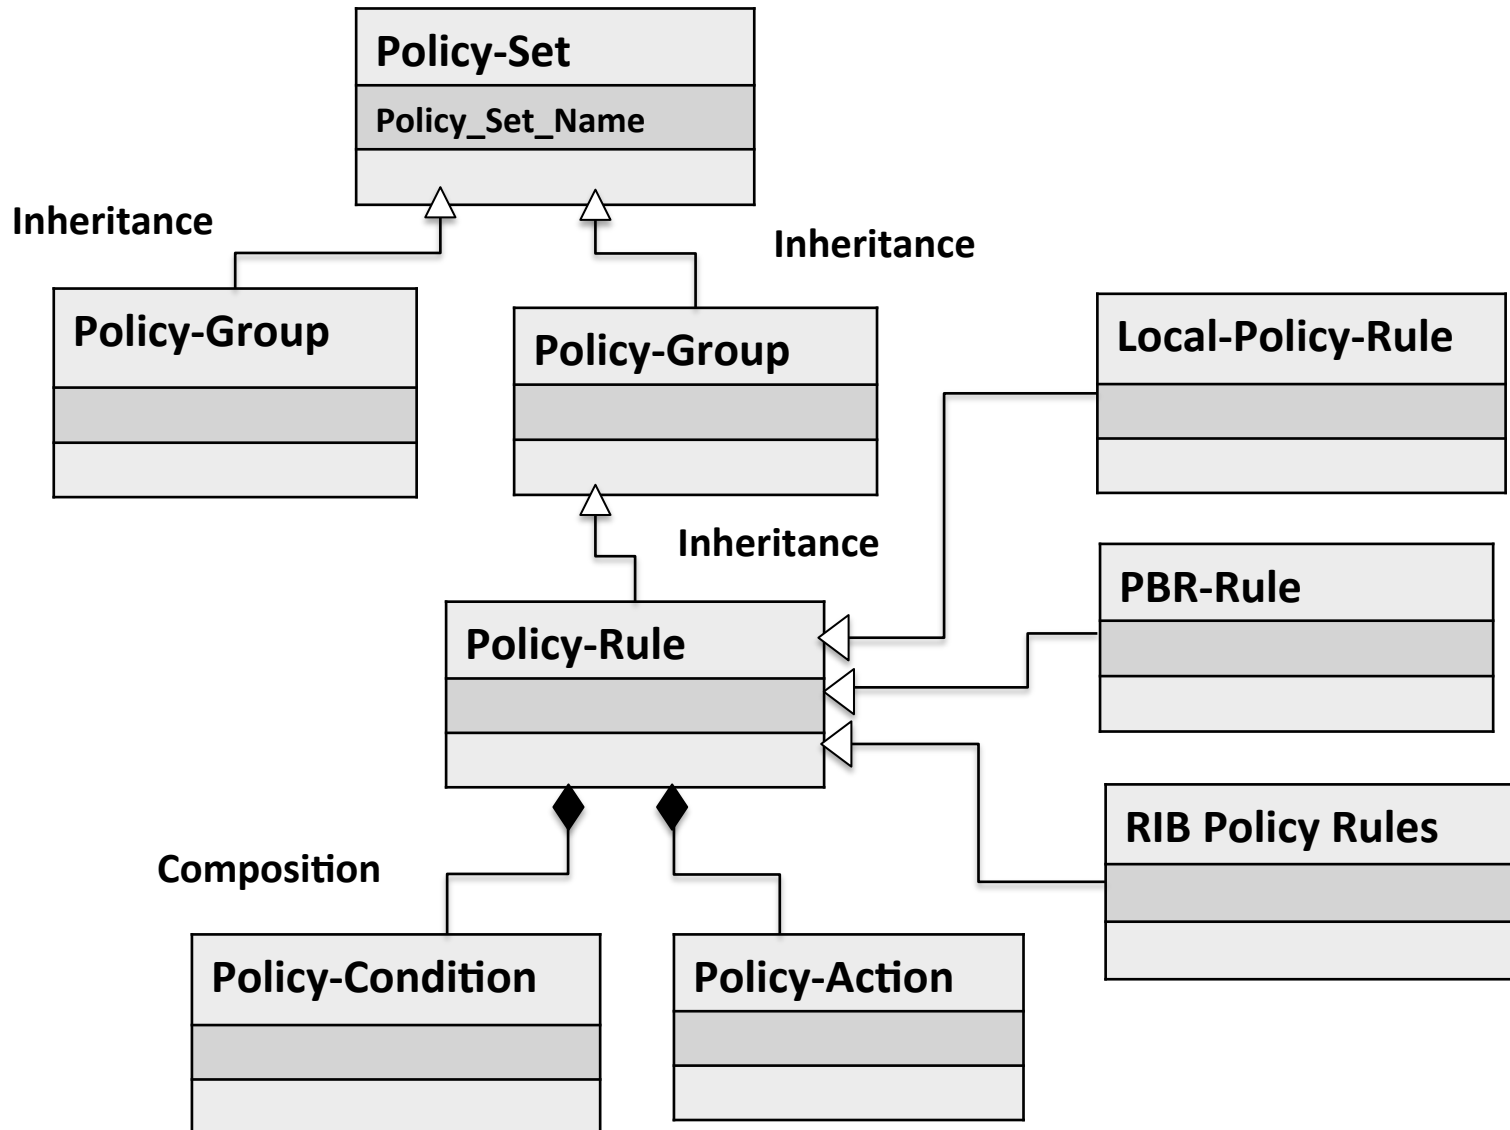 Policy-Set
Policy_Set_Name
Inheritance
Inheritance
Policy-Group
Policy-Group
Local-Policy-Rule
Inheritance
PBR-Rule
Policy-Rule
RIB Policy Rules
Composition
Policy-Condition
Policy-Action